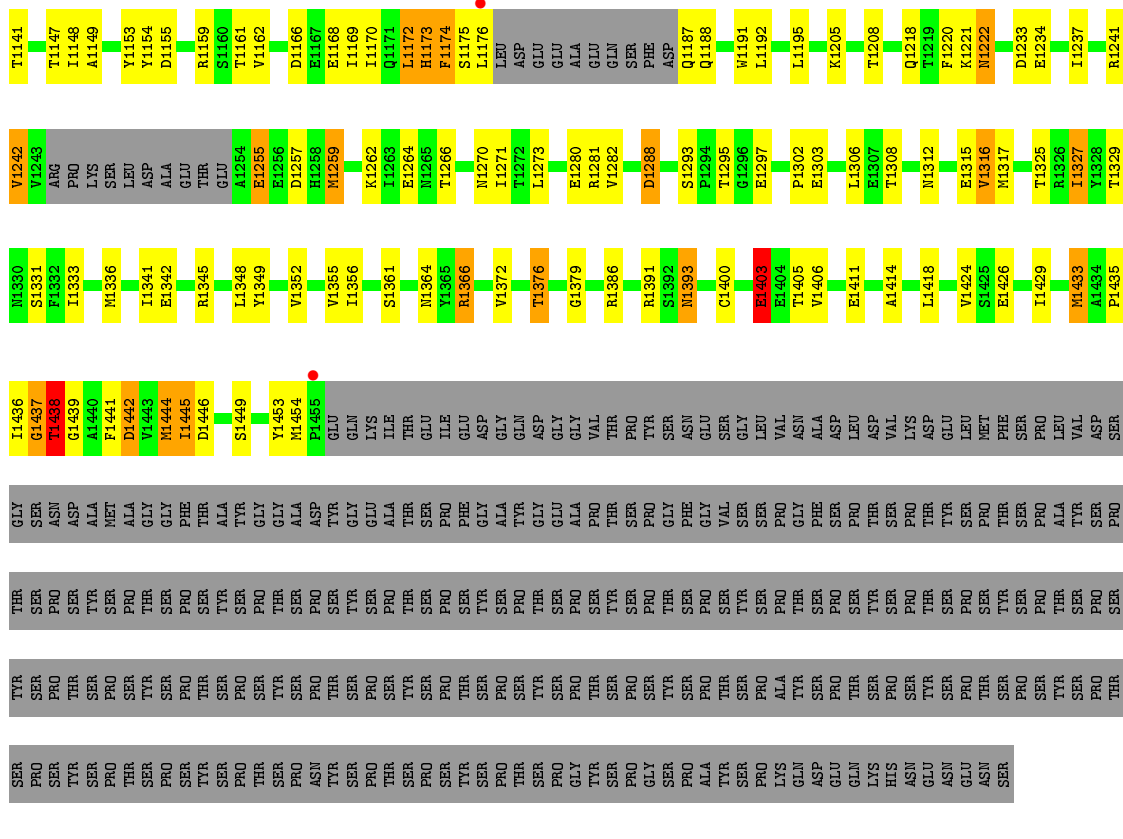 T1141 T1147 I1148 A1149 Y1153 Y1154 D1155 R1159 S1160 T1161 V1162 D1166 E1167 E1168 I1169 I1170 Q1171 L1172 H1173 F1174 S1175 L1176 LEU ASP GLU GLU ALA GLU GLN SER PHE ASP Q1187 Q1188 W1191 L1192 L1195 K1205 T1208 Q1218 T1219 F1220 K1221 N1222 D1233 E1234 I1237 R1241
V1242 V1243 ARG PRO LYS SER LEU ASP ALA GLU THR GLU A1254 E1255 E1256 D1257 H1258 M1259 K1262 I1263 E1264 N1265 T1266 N1270 I1271 T1272 L1273 E1280 R1281 V1282 D1288 S1293 P1294 T1295 G1296 E1297 P1302 E1303 L1306 E1307 T1308 N1312 E1315 V1316 M1317 T1325 R1326 I1327 Y1328 T1329
N1330 S1331 F1332 I1333 M1336 I1341 E1342 R1345 L1348 Y1349 V1352 V1355 I1356 S1361 N1364 Y1365 R1366 V1372 T1376 G1379 R1386 R1391 S1392 N1393 C1400 E1403 E1404 T1405 V1406 E1411 A1414 L1418 V1424 S1425 E1426 I1429 M1433 A1434 P1435
I1436 G1437 T1438 G1439 A1440 F1441 D1442 V1443 M1444 I1445 D1446 S1449 Y1453 M1454 P1455 GLU GLN LYS ILE THR GLU ILE GLU ASP GLY GLN ASP GLY GLY VAL THR PRO TYR SER ASN GLU SER GLY LEU VAL ASN ALA ASP LEU ASP VAL LYS ASP GLU LEU MET PHE SER PRO LEU VAL ASP SER
GLY SER ASN ASP ALA MET ALA GLY GLY PHE THR ALA TYR GLY GLY ALA ASP TYR GLY GLU ALA THR SER PRO PHE GLY ALA TYR GLY GLU ALA PRO THR SER PRO GLY PHE GLY VAL SER SER PRO GLY PHE SER PRO THR SER PRO THR TYR SER PRO THR SER PRO ALA TYR SER PRO
THR SER PRO SER TYR SER PRO THR SER PRO SER TYR SER PRO THR SER PRO SER TYR SER PRO THR SER PRO SER TYR SER PRO THR SER PRO SER TYR SER PRO THR SER PRO SER TYR SER PRO THR SER PRO SER TYR SER PRO THR SER PRO SER TYR SER PRO THR SER PRO SER
TYR SER PRO THR SER PRO SER TYR SER PRO THR SER PRO SER TYR SER PRO THR SER PRO SER TYR SER PRO THR SER PRO SER TYR SER PRO THR SER PRO SER TYR SER PRO ALA THR SER PRO ALA TYR SER PRO THR SER PRO ASN TYR SER PRO THR SER PRO SER TYR SER PRO THR
SER PRO SER TYR SER PRO THR SER PRO SER TYR SER PRO THR SER PRO ASN TYR SER PRO THR SER PRO SER TYR SER PRO THR SER PRO GLY TYR SER PRO GLY SER PRO ALA TYR SER PRO LYS GLN ASP GLU GLN LYS HIS ASN GLU ASN GLU ASN SER